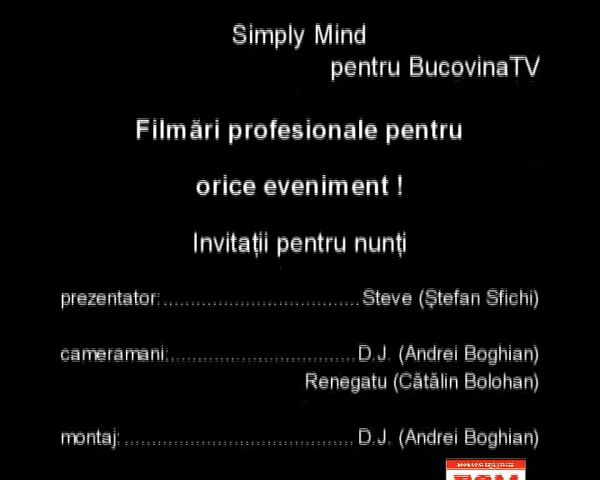 Simply Mind
pentru BucovinaTV
Filmări profesionale pentru
orice eveniment !
Invitații pentru nunți
prezentator:.................................... Steve (Ștefan Sfichi)
cameramani:.................................. D.J. (Andrei Boghian)
Renegatu (Cătălin Bolohan)
montaj: .......................................... D.J. (Andrei Boghian)